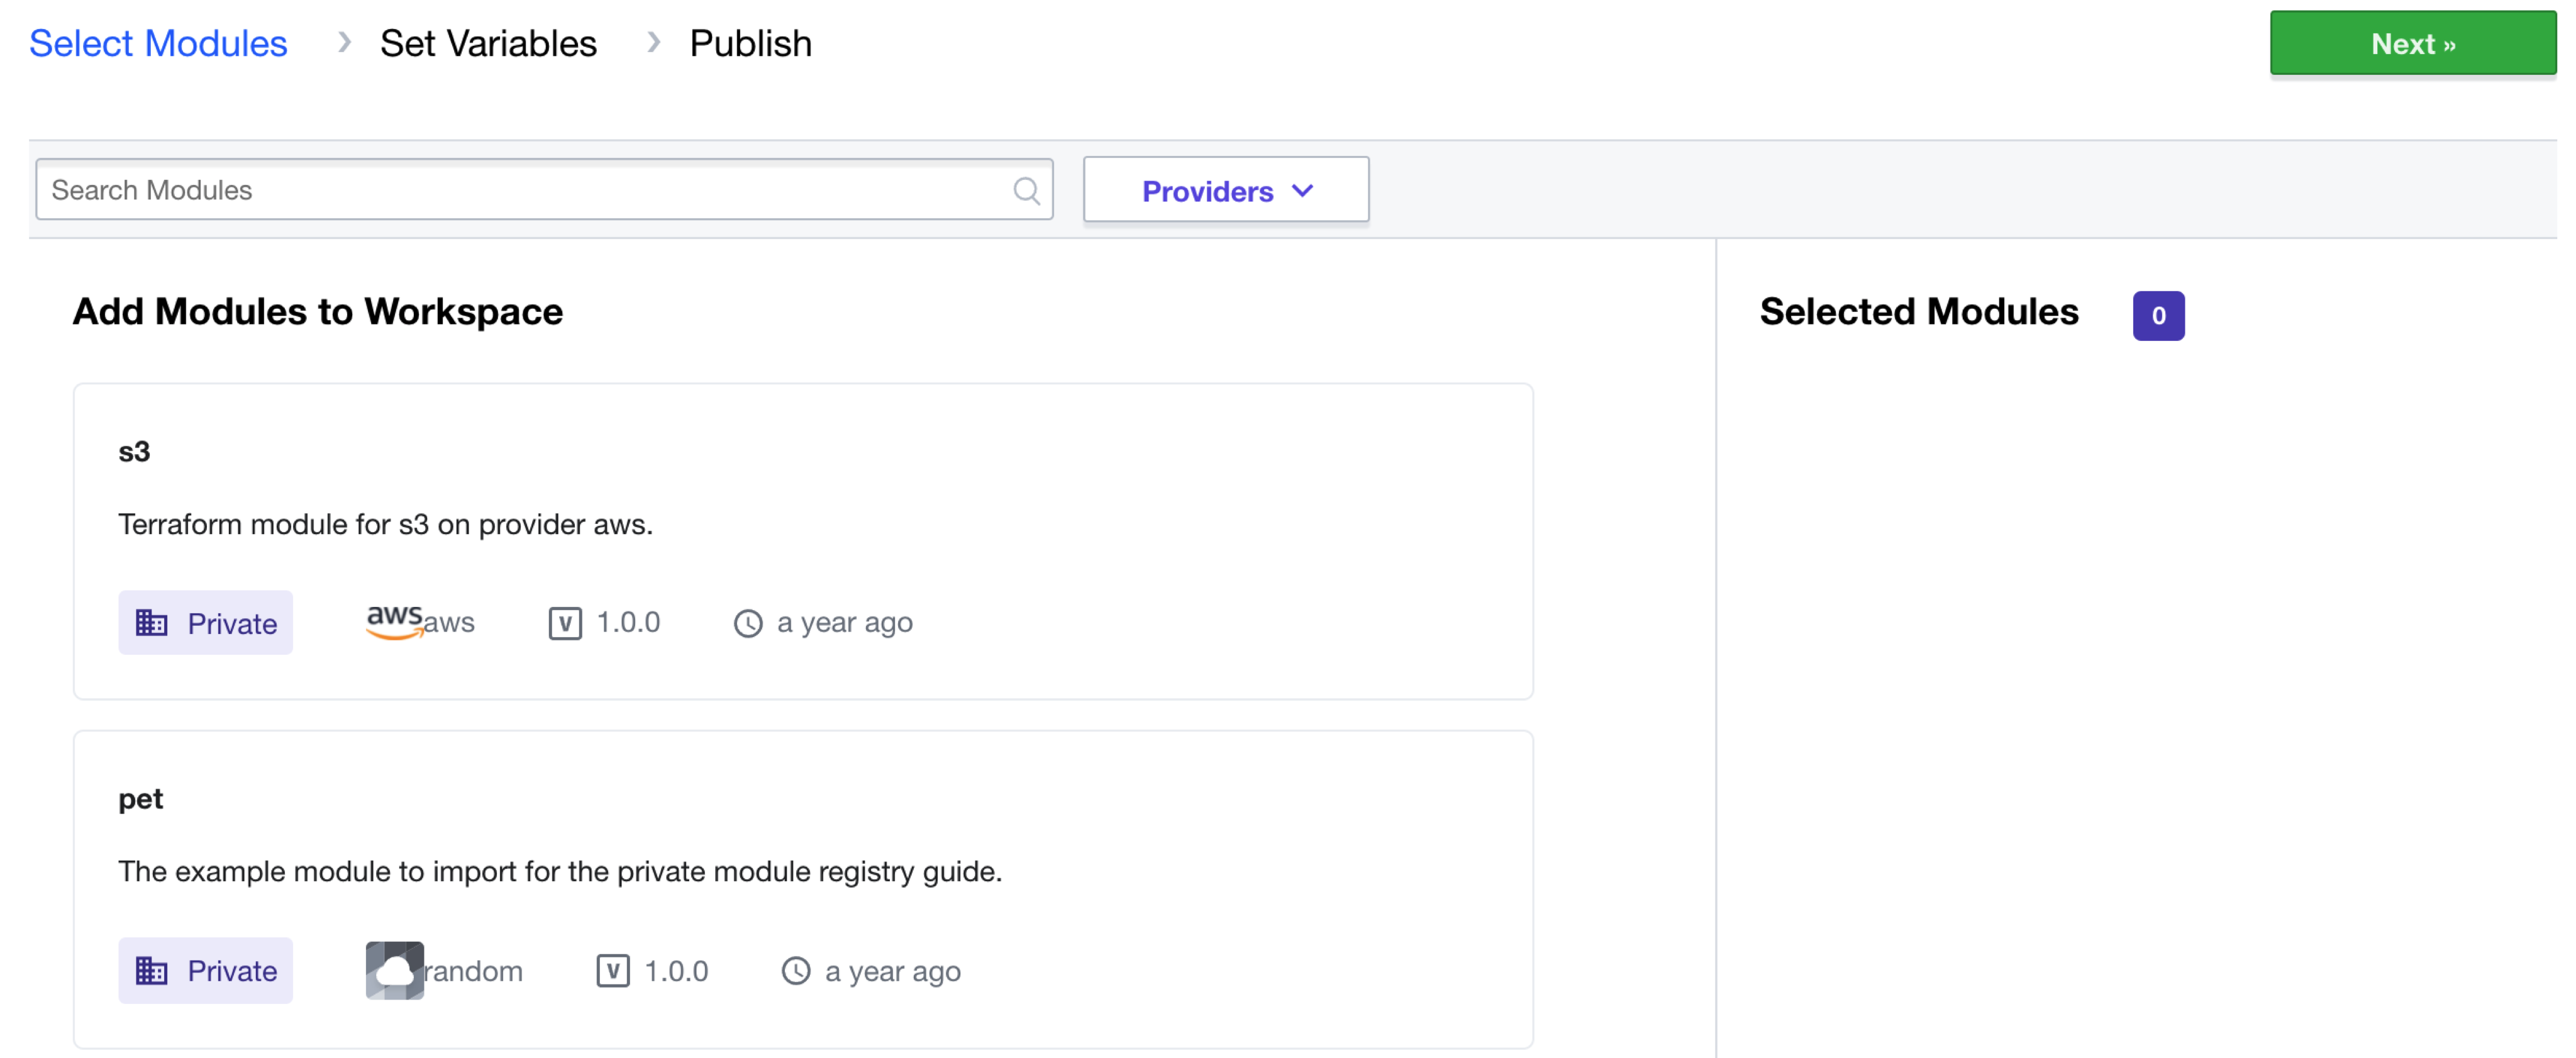 Select Modules › Set Variables › Publish
Next »
Search Modules
Providers
Add Modules to Workspace
Selected Modules 0
s3
Terraform module for s3 on provider aws.
Private aws aws V 1.0.0 a year ago
pet
The example module to import for the private module registry guide.
Private random V 1.0.0 a year ago